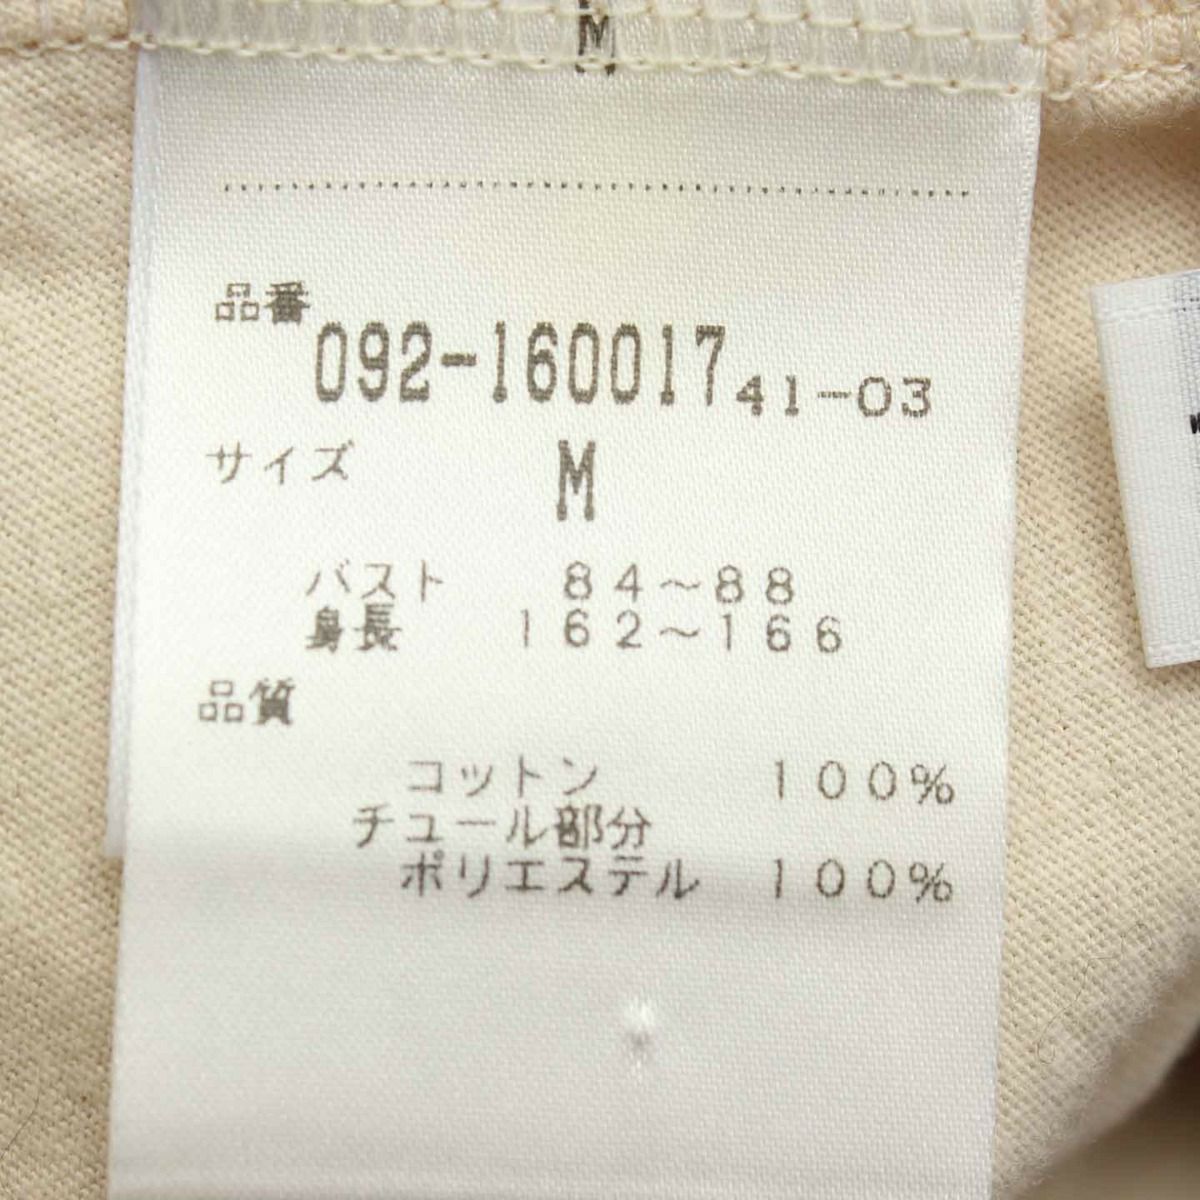 M
品番
092-160017 41-03
サイズ M
バスト 84～88
身長 162～166
品質
コットン 100%
チュール部分
ポリエステル 100%